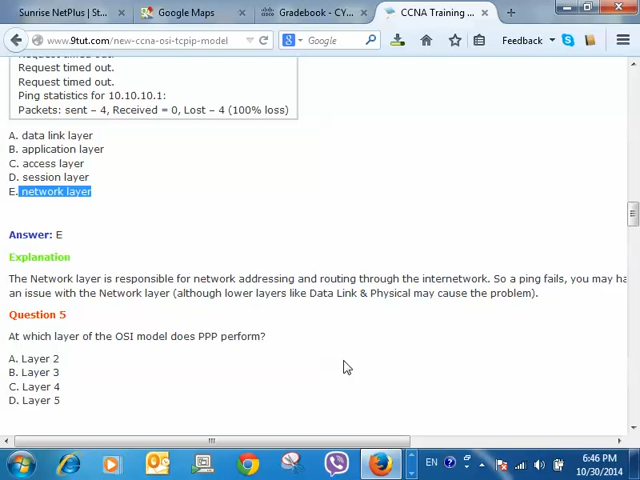 Sunrise NetPlus | St...
Google Maps
Gradebook - CY...
CCNA Training ...
www.9tut.com/new-ccna-osi-tcpip-model
Google
Feedback
Request timed out.
Request timed out.
Request timed out.
Ping statistics for 10.10.10.1:
Packets: sent – 4, Received = 0, Lost – 4 (100% loss)
A. data link layer
B. application layer
C. access layer
D. session layer
E. network layer
Answer: E
Explanation
The Network layer is responsible for network addressing and routing through the internetwork. So a ping fails, you may ha
an issue with the Network layer (although lower layers like Data Link & Physical may cause the problem).
Question 5
At which layer of the OSI model does PPP perform?
A. Layer 2
B. Layer 3
C. Layer 4
D. Layer 5
EN
6:46 PM
10/30/2014